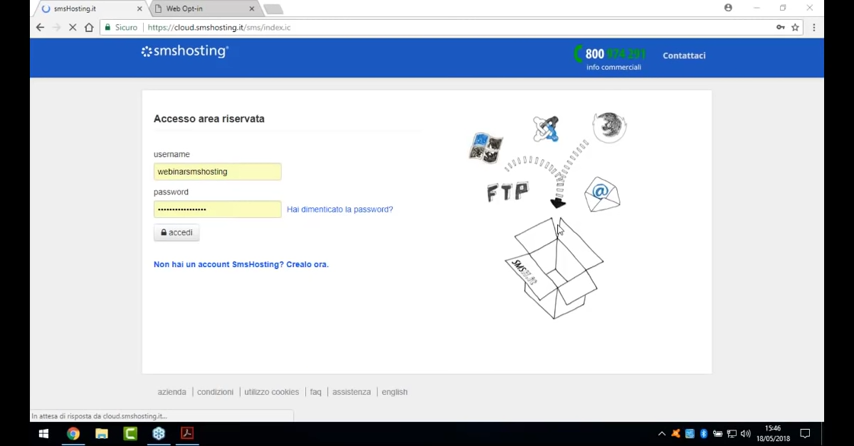 smsHosting.it
Web Opt-in
Sicuro
https://cloud.smshosting.it/sms/index.ic
smshosting
800
info commerciali
Contattaci
Accesso area riservata
username
webinarsmshosting
password
••••••••••••••••
Hai dimenticato la password?
accedi
Non hai un account SmsHosting? Crealo ora.
FTP
@
SMS
azienda | condizioni | utilizzo cookies | faq | assistenza | english
In attesa di risposta da cloud.smshosting.it...
15:46
18/05/2018